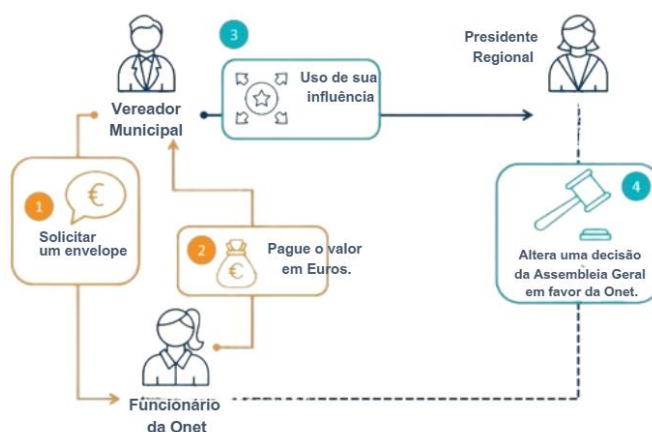 3
Presidente
Regional
Uso de sua
influência
Vereador
Municipal
1
€
Solicitar
um envelope
2
€
Pague o valor
em Euros.
4
Altera uma decisão
da Assembleia Geral
em favor da Onet.
Funcionário
da Onet